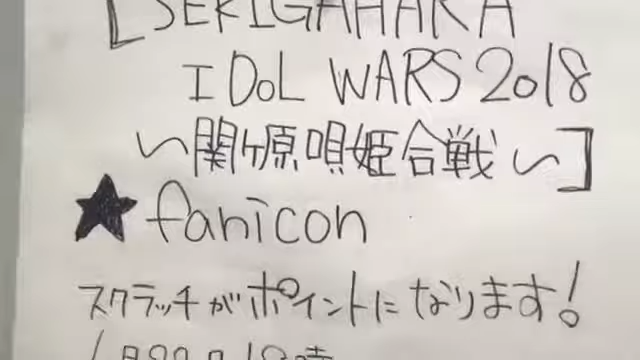 [SEKIGAHARA
IDOL WARS 2018
~関ヶ原唄姫合戦~]
★fanicon
スクラッチがポイントになります!